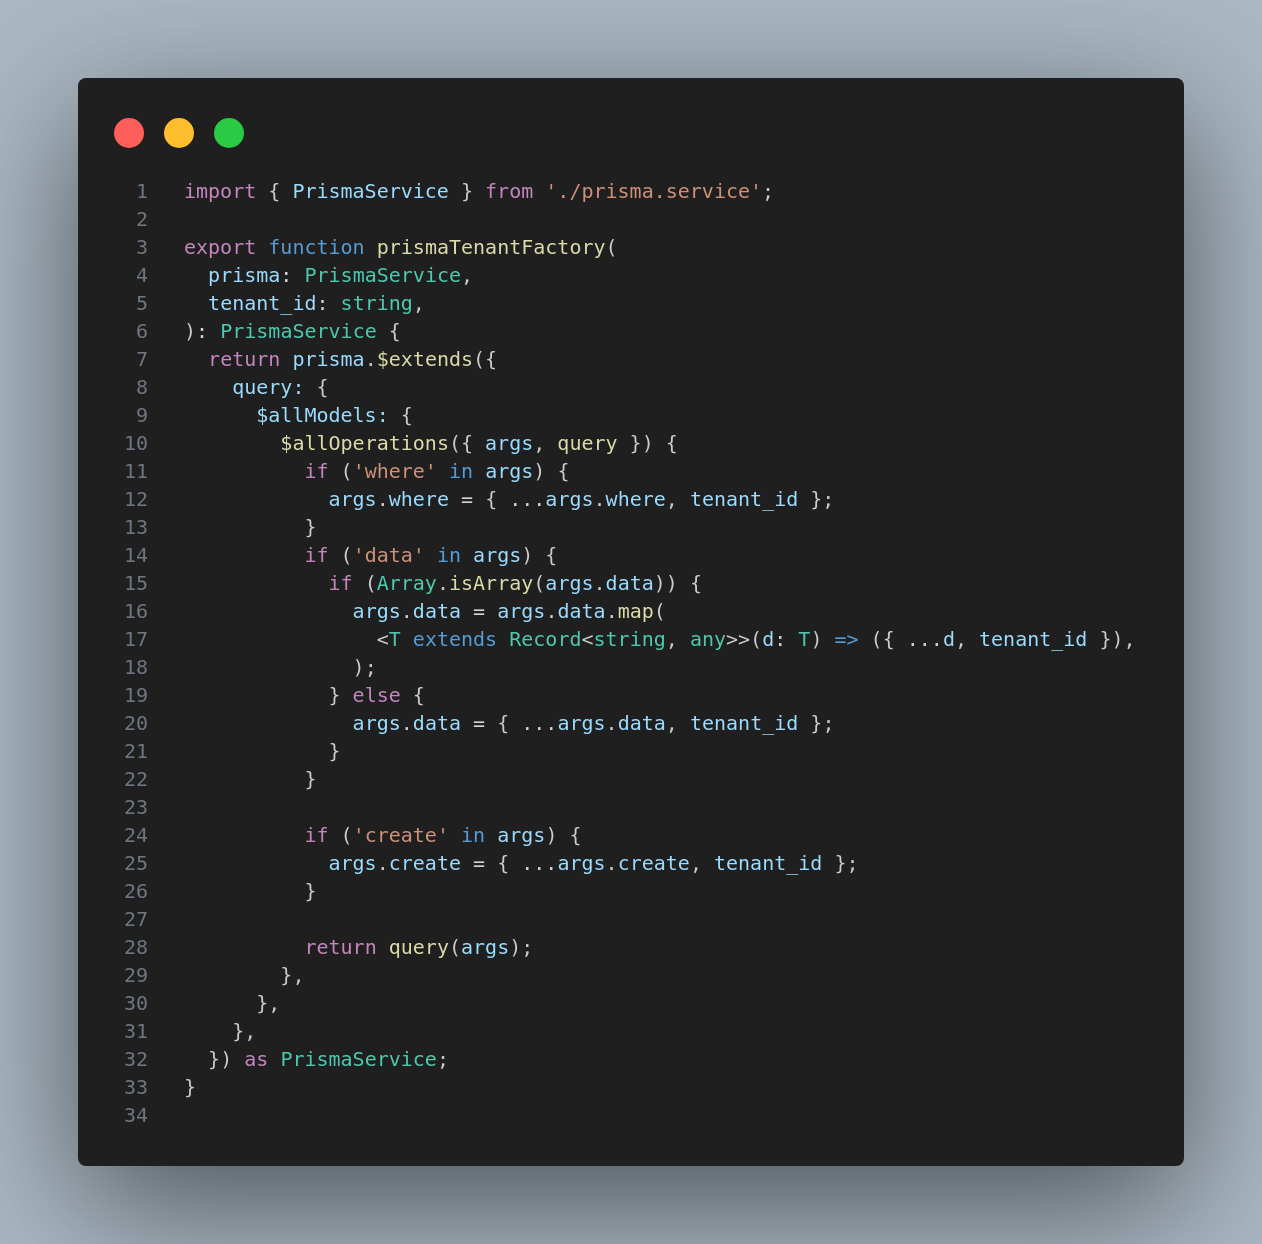 1 import { PrismaService } from './prisma.service';
2
3 export function prismaTenantFactory(
4   prisma: PrismaService,
5   tenant_id: string,
6 ): PrismaService {
7   return prisma.$extends({
8     query: {
9       $allModels: {
10         $allOperations({ args, query }) {
11           if ('where' in args) {
12             args.where = { ...args.where, tenant_id };
13           }
14           if ('data' in args) {
15             if (Array.isArray(args.data)) {
16               args.data = args.data.map(
17                 <T extends Record<string, any>>(d: T) => ({ ...d, tenant_id }),
18               );
19             } else {
20               args.data = { ...args.data, tenant_id };
21             }
22           }
23
24           if ('create' in args) {
25             args.create = { ...args.create, tenant_id };
26           }
27
28           return query(args);
29         },
30       },
31     },
32   }) as PrismaService;
33 }
34